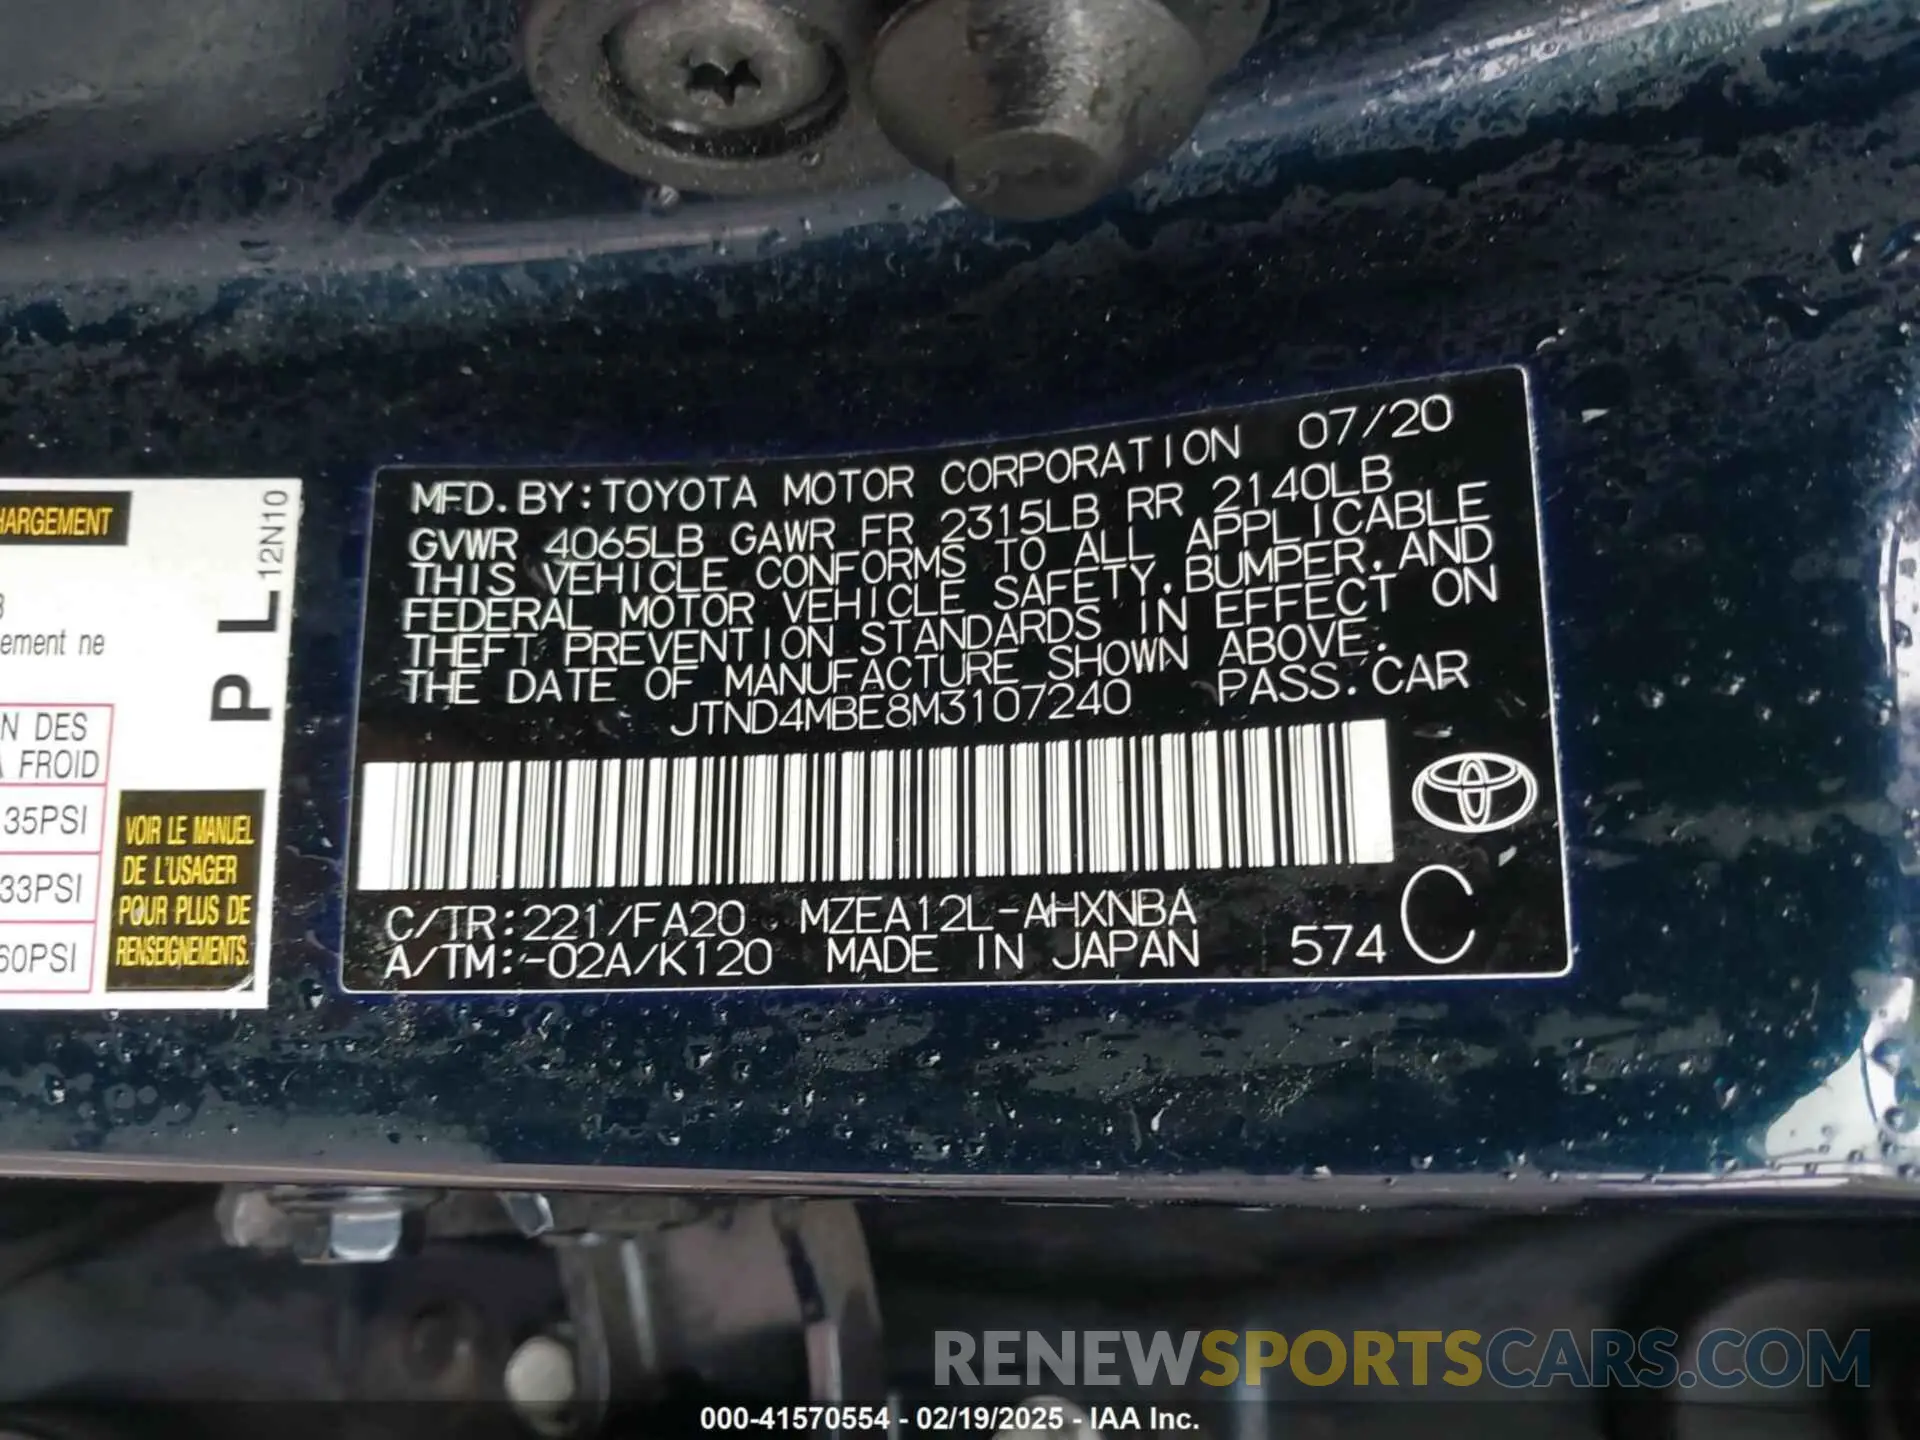 MFD.BY:TOYOTA MOTOR CORPORATION 07/20
GVWR 4065LB GAWR FR 2315LB RR 2140LB
THIS VEHICLE CONFORMS TO ALL APPLICABLE
FEDERAL MOTOR VEHICLE SAFETY,BUMPER,AND
THEFT PREVENTION STANDARDS IN EFFECT ON
THE DATE OF MANUFACTURE SHOWN ABOVE.
JTND4MBE8M3107240 PASS.CAR
C/TR:221/FA20 MZEA12L-AHXNBA
A/TM:-02A/K120 MADE IN JAPAN 574 C
HARGEMENT
12N10
P L
ement ne
N DES
FROID
35PSI
33PSI
60PSI
VOIR LE MANUEL
DE L'USAGER
POUR PLUS DE
RENSEIGNEMENTS.
RENEWSPORTSCARS.COM
000-41570554 - 02/19/2025 - IAA Inc.